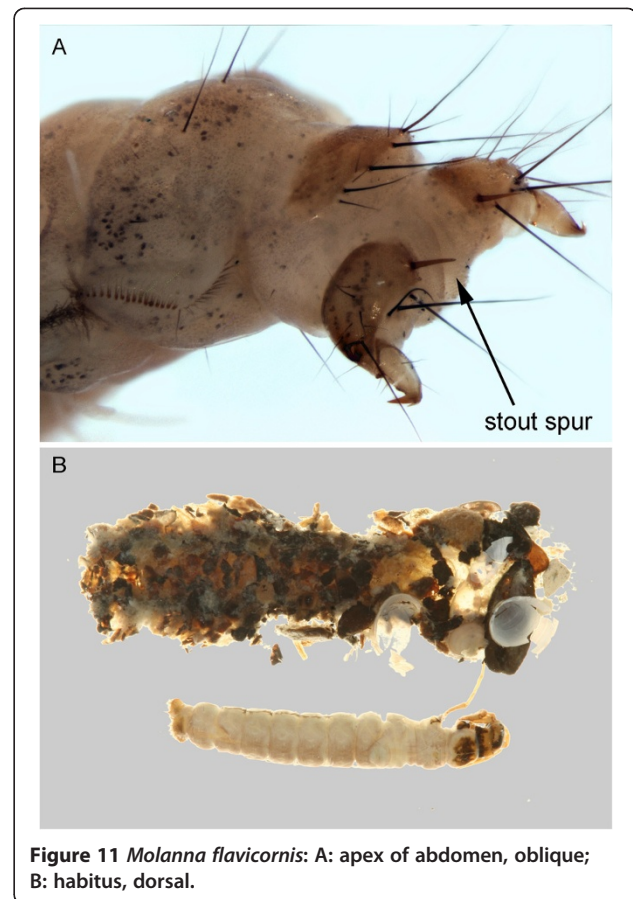 A
stout spur
B
Figure 11 Molanna flavicornis: A: apex of abdomen, oblique;
B: habitus, dorsal.